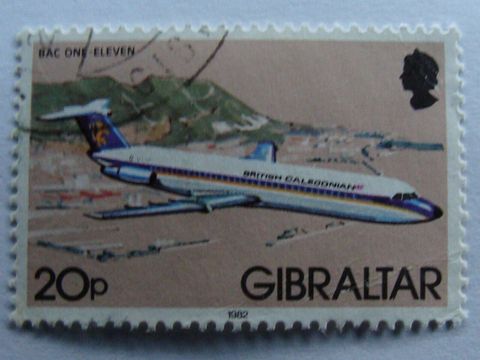 BAC ONE-ELEVEN
BRITISH CALEDONIAN
20p
GIBRALTAR
1982